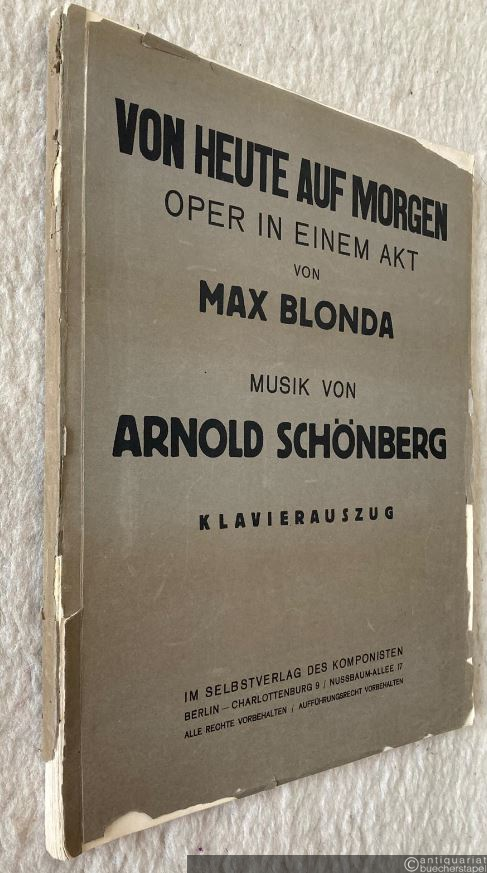 VON HEUTE AUF MORGEN
OPER IN EINEM AKT
VON
MAX BLONDA
MUSIK VON
ARNOLD SCHÖNBERG
KLAVIERAUSZUG
IM SELBSTVERLAG DES KOMPONISTEN
BERLIN — CHARLOTTENBURG 9 / NUSSBAUM-ALLEE 17
ALLE RECHTE VORBEHALTEN / AUFFÜHRUNGSRECHT VORBEHALTEN
©antiquariat
buecherstapel